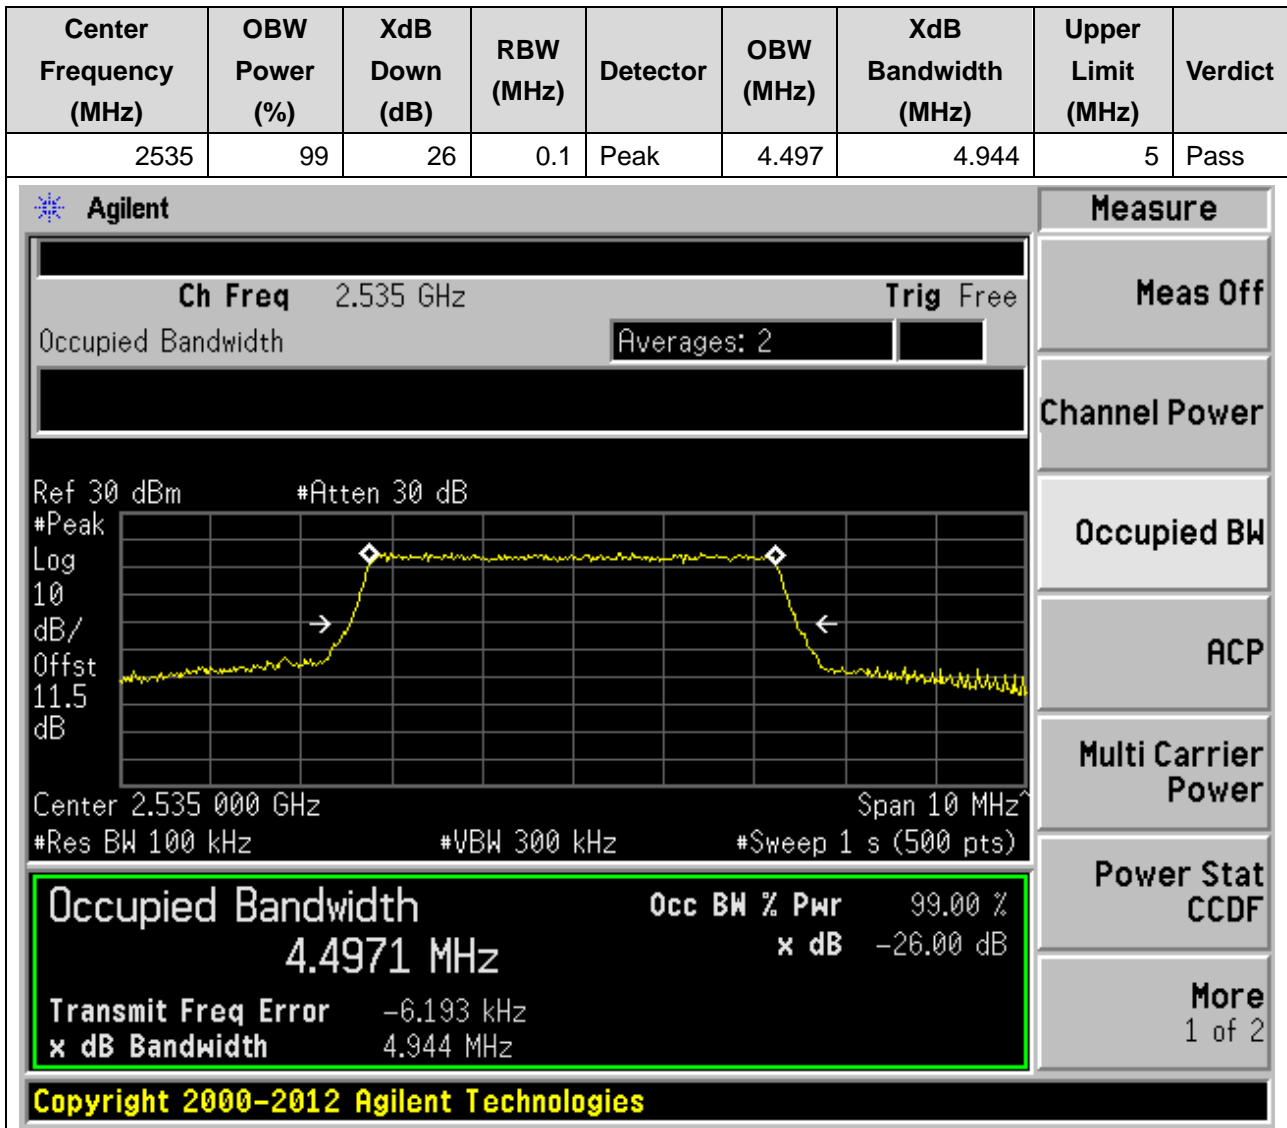 Center Frequency (MHz) OBW Power (%) XdB Down (dB) RBW (MHz) Detector OBW (MHz) XdB Bandwidth (MHz) Upper Limit (MHz) Verdict
2535 99 26 0.1 Peak 4.497 4.944 5 Pass
Agilent
Measure
Ch Freq 2.535 GHz Trig Free
Meas Off
Occupied Bandwidth Averages: 2
Channel Power
Ref 30 dBm #Atten 30 dB
#Peak
Log
10
dB/
Offst
11.5
dB
Occupied BW
ACP
Multi Carrier
Power
Center 2.535 000 GHz Span 10 MHz^
#Res BW 100 kHz #VBW 300 kHz #Sweep 1 s (500 pts)
Power Stat
CCDF
Occupied Bandwidth Occ BW % Pwr 99.00 %
4.4971 MHz x dB -26.00 dB
Transmit Freq Error -6.193 kHz
x dB Bandwidth 4.944 MHz
More
1 of 2
Copyright 2000-2012 Agilent Technologies